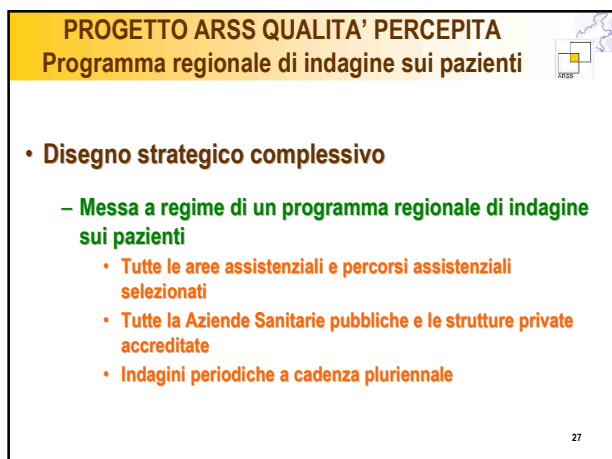 PROGETTO ARSS QUALITA' PERCEPITA
Programma regionale di indagine sui pazienti
ARSS
• Disegno strategico complessivo
– Messa a regime di un programma regionale di indagine
sui pazienti
• Tutte le aree assistenziali e percorsi assistenziali
selezionati
• Tutte la Aziende Sanitarie pubbliche e le strutture private
accreditate
• Indagini periodiche a cadenza pluriennale
27